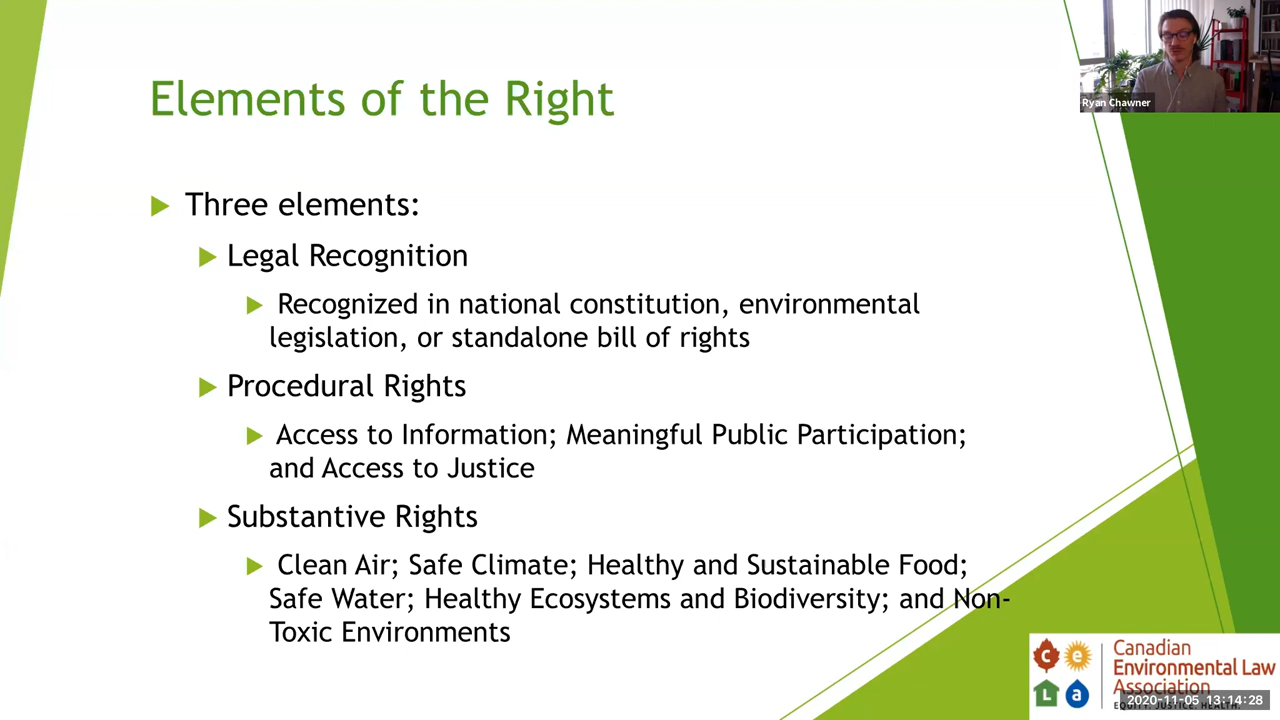 Elements of the Right
Ryan Chawner
Three elements:
Legal Recognition
Recognized in national constitution, environmental
legislation, or standalone bill of rights
Procedural Rights
Access to Information; Meaningful Public Participation;
and Access to Justice
Substantive Rights
Clean Air; Safe Climate; Healthy and Sustainable Food;
Safe Water; Healthy Ecosystems and Biodiversity; and Non-
Toxic Environments
C e
L a
Canadian
Environmental Law
Association
EQUITY. JUSTICE. HEALTH.
2020-11-05 13:14:28